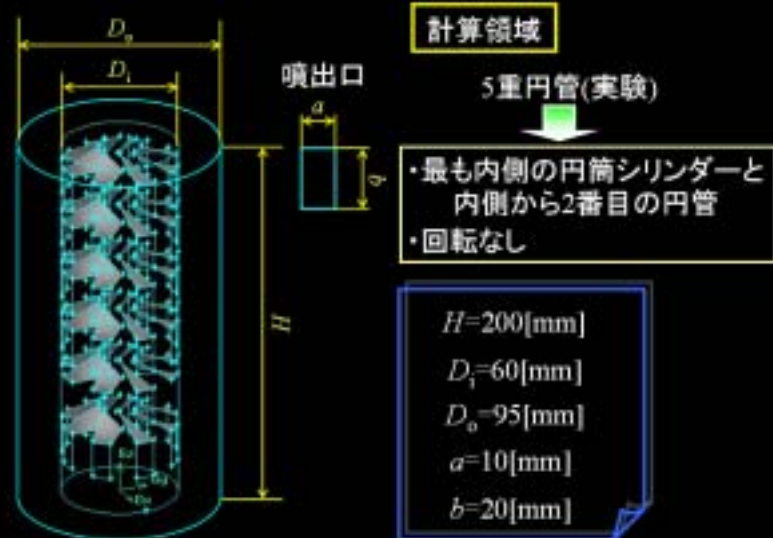 計算領域
5重円管(実験)
・最も内側の円筒シリンダーと
内側から2番目の円管
・回転なし
噴出口
Do
Di
a
b
H
H=200[mm]
Di=60[mm]
Do=95[mm]
a=10[mm]
b=20[mm]